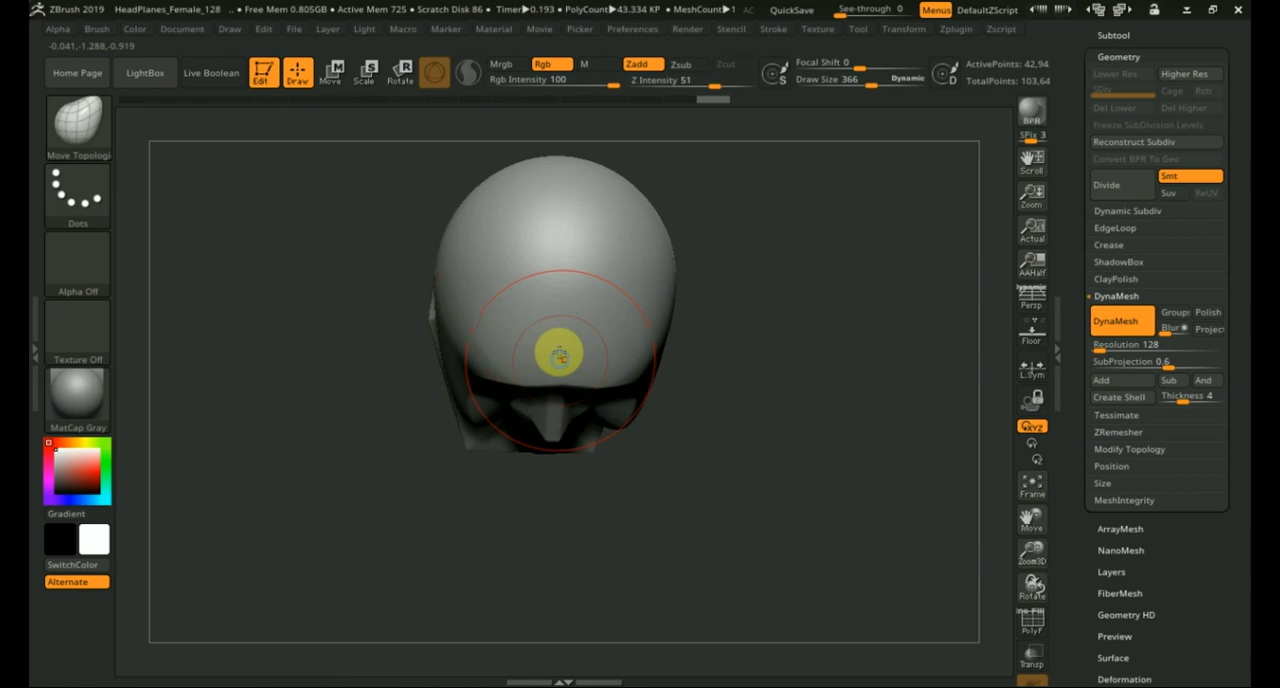 ZBrush 2019 HeadPlanes_Female_128 .. • Free Mem 0.805GB • Active Mem 725 • Scratch Disk 86 • Timer▶0.193 • PolyCount▶43.334 KP • MeshCount▶1 AC QuickSave See-through 0 Menus DefaultZScript
Alpha Brush Color Document Draw Edit File Layer Light Macro Marker Material Movie Picker Preferences Render Stencil Stroke Texture Tool Transform Zplugin Zscript
-0.041,-1.288,-0.919
Home Page LightBox Live Boolean Edit Draw Move Scale Rotate
Mrgb Rgb M Zadd Zsub Zcut
Rgb Intensity 100 Z Intensity 51
S Focal Shift 0
Draw Size 366 Dynamic
D ActivePoints: 42,94
TotalPoints: 103,64
Move Topologi
Dots
Alpha Off
Texture Off
MatCap Gray
Gradient
SwitchColor
Alternate
BPR
SPix 3
Scroll
Zoom
Actual
AAHalf
Dynamic
Persp
Floor
L.Sym
XYZ
Frame
Move
Zoom3D
Rotate
Line Fill
PolyF
Transp
Subtool
Geometry
Lower Res Higher Res
SDiv Cage Rstr
Del Lower Del Higher
Freeze SubDivision Levels
Reconstruct Subdiv
Convert BPR To Geo
Divide Smt
Suv ReUV
Dynamic Subdiv
EdgeLoop
Crease
ShadowBox
ClayPolish
DynaMesh
DynaMesh Groups Polish
Blur Project
Resolution 128
SubProjection 0.6
Add Sub And
Create Shell Thickness 4
Tessimate
ZRemesher
Modify Topology
Position
Size
MeshIntegrity
ArrayMesh
NanoMesh
Layers
FiberMesh
Geometry HD
Preview
Surface
Deformation